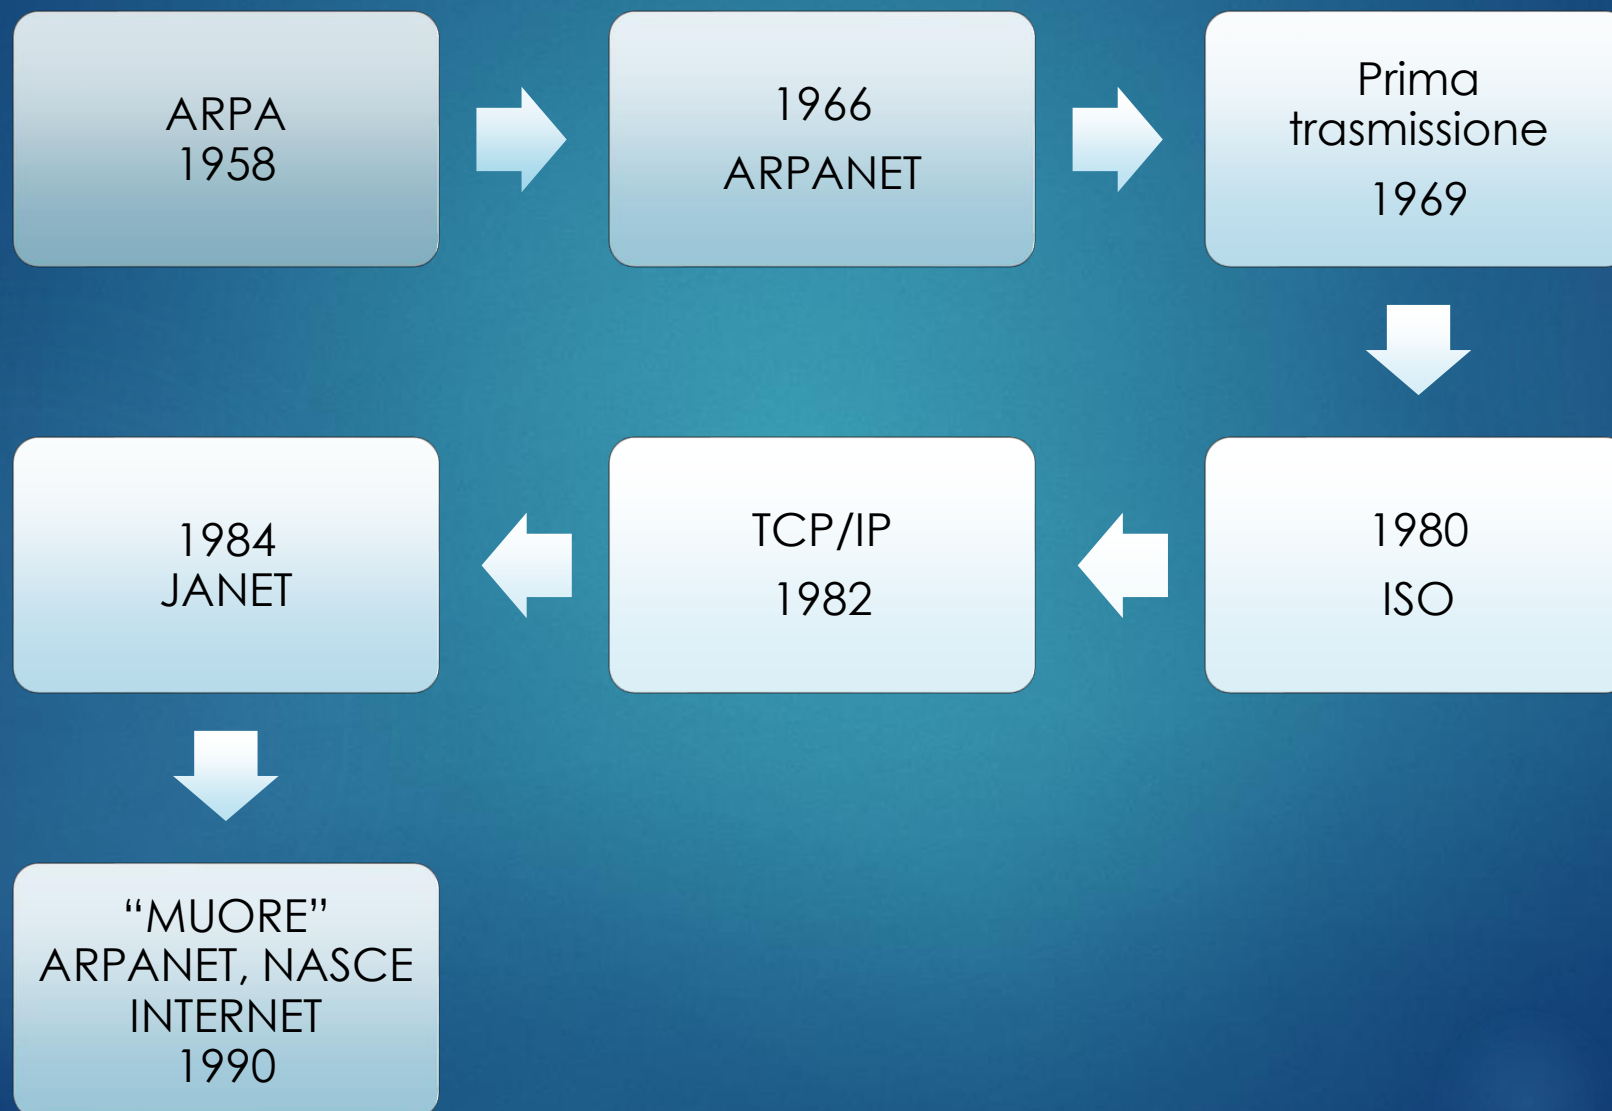 ARPA
1958
1966
ARPANET
Prima
trasmissione
1969
1980
ISO
TCP/IP
1982
1984
JANET
“MUORE”
ARPANET, NASCE
INTERNET
1990